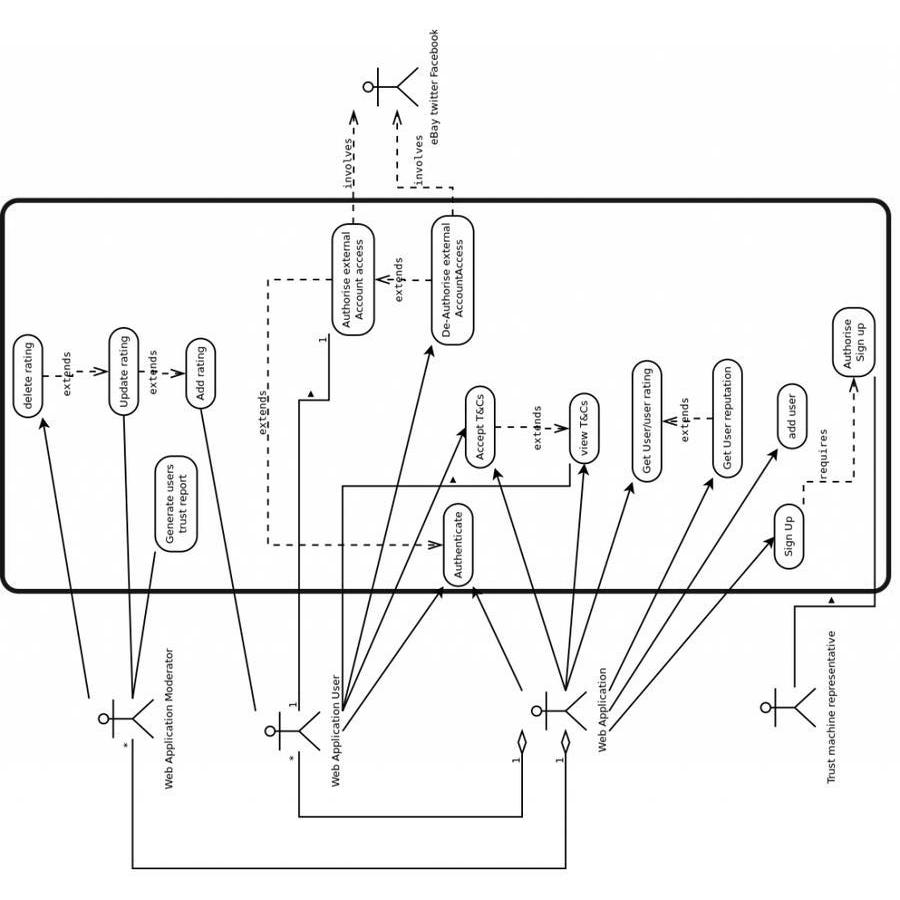 eBay twitter Facebook
involves
involves
Authorise external
Account access
De-Authorise external
AccountAccess
extends
delete rating
extends
Update rating
extends
Add rating
1
Authorise
Sign up
extends
Accept T&Cs
extends
view T&Cs
Get User/user rating
extends
Get User reputation
add user
requires
Generate users
trust report
Authenticate
Sign Up
Web Application Moderator
*
1
Web Application User
*
Web Application
1
1
Trust machine representative